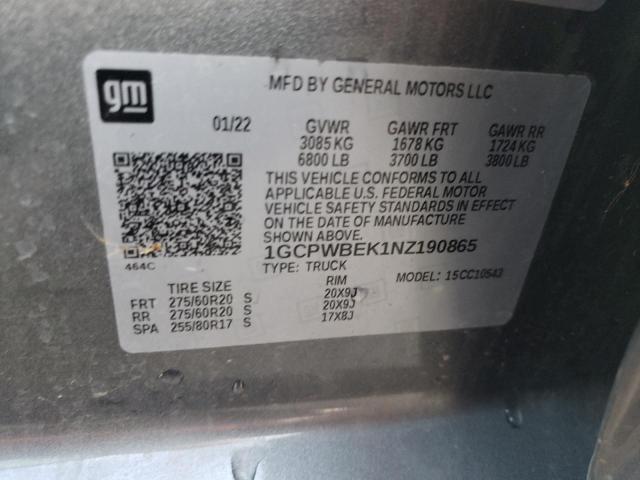 gm
MFD BY GENERAL MOTORS LLC
01/22 GVWR GAWR FRT GAWR RR
3085 KG 1678 KG 1724 KG
6800 LB 3700 LB 3800 LB
THIS VEHICLE CONFORMS TO ALL
APPLICABLE U.S. FEDERAL MOTOR
VEHICLE SAFETY STANDARDS IN EFFECT
ON THE DATE OF MANUFACTURE
SHOWN ABOVE.
1GCPWBEK1NZ190865
464C
TYPE: TRUCK MODEL: 15CC10543
TIRE SIZE RIM
FRT 275/60R20 S 20X9J
RR 275/60R20 S 20X9J
SPA 255/80R17 S 17X8J